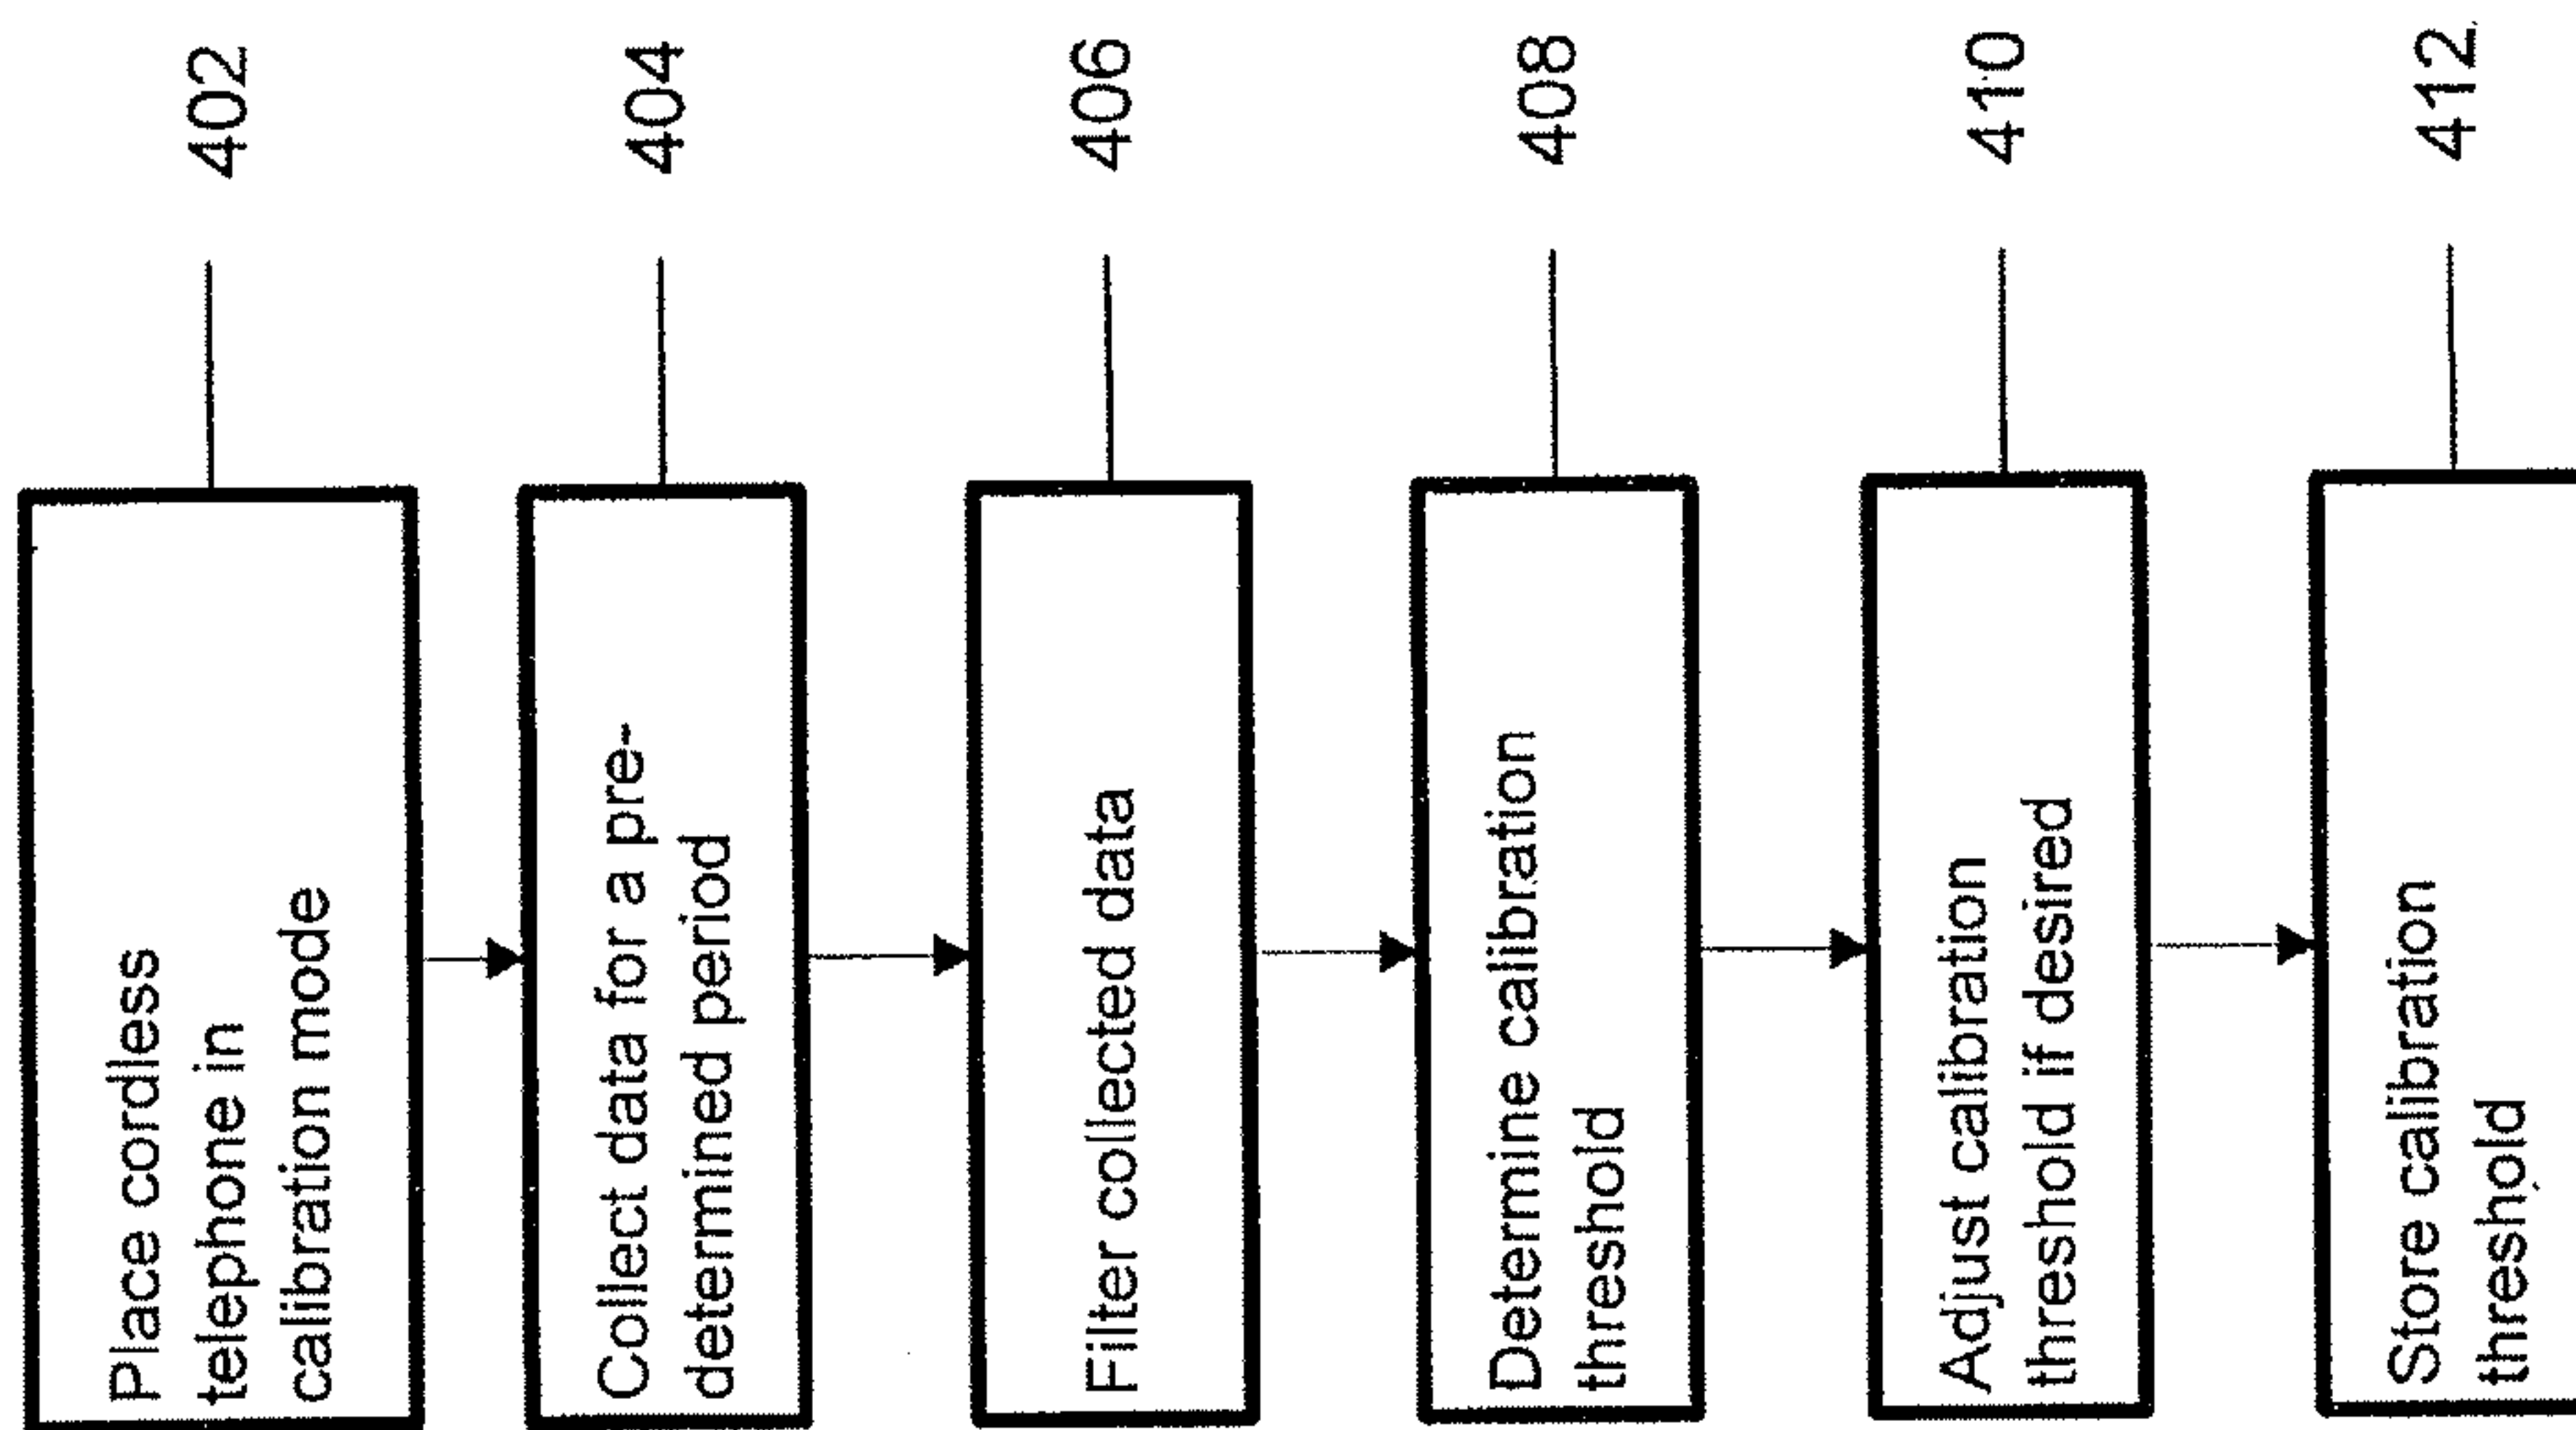 Place cordless
telephone in
calibration mode
402
Collect data for a pre-
determined period
404
Filter collected data
406
Determine calibration
threshold
408
Adjust calibration
threshold if desired
410
Store calibration
threshold
412